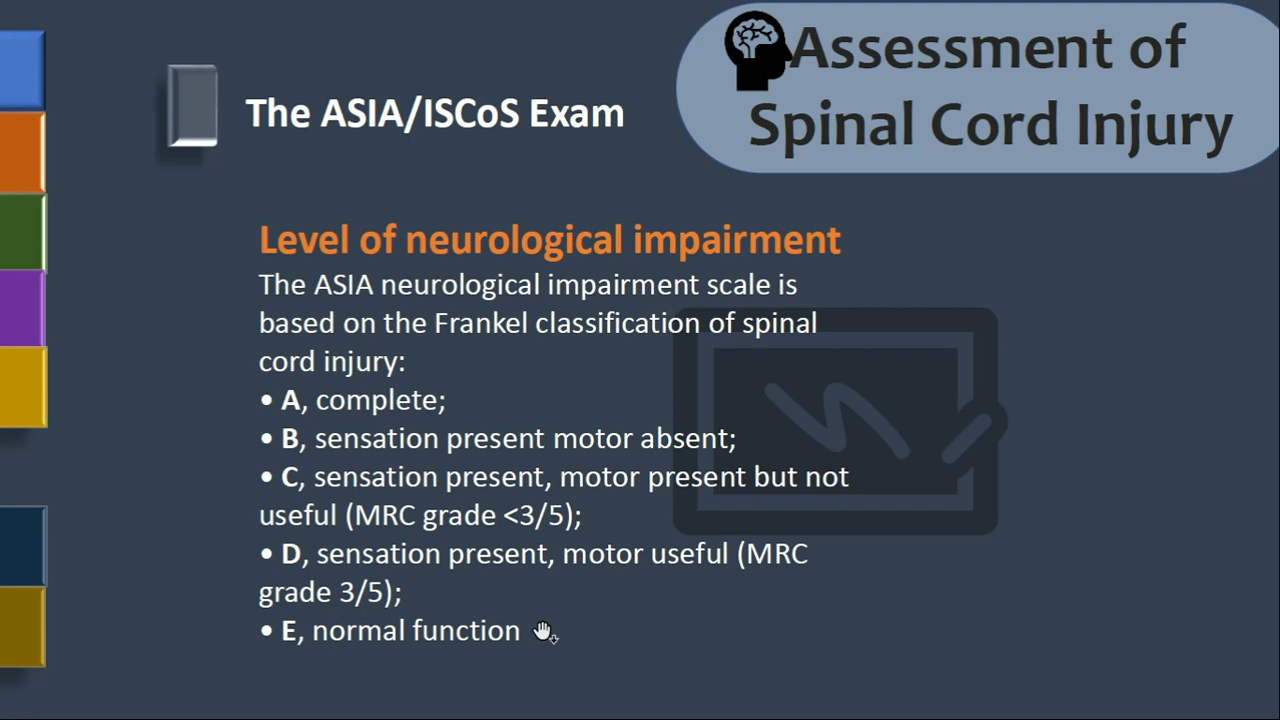 Assessment of
Spinal Cord Injury
The ASIA/ISCoS Exam
Level of neurological impairment
The ASIA neurological impairment scale is
based on the Frankel classification of spinal
cord injury:
• A, complete;
• B, sensation present motor absent;
• C, sensation present, motor present but not
useful (MRC grade <3/5);
• D, sensation present, motor useful (MRC
grade 3/5);
• E, normal function